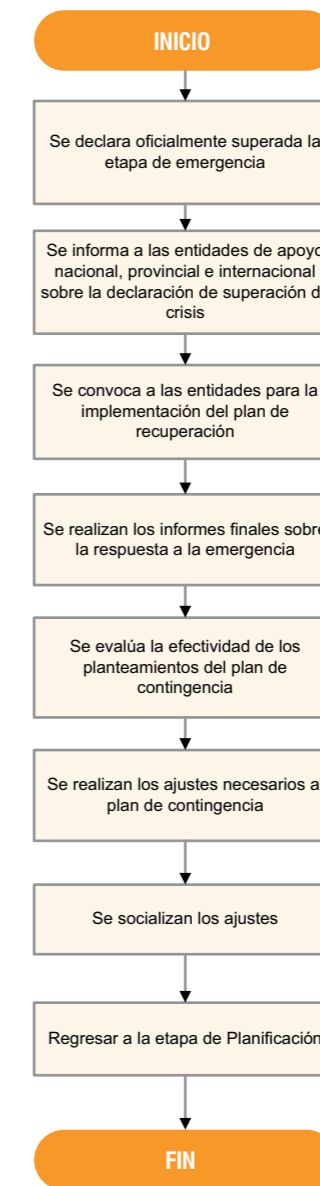 INICIO
Se declara oficialmente superada la
etapa de emergencia
Se informa a las entidades de apoyo
nacional, provincial e internacional
sobre la declaración de superación d
crisis
Se convoca a las entidades para la
implementación del plan de
recuperación
Se realizan los informes finales sobre
la respuesta a la emergencia
Se evalúa la efectividad de los
planteamientos del plan de
contingencia
Se realizan los ajustes necesarios a
plan de contingencia
Se socializan los ajustes
Regresar a la etapa de Planificación
FIN